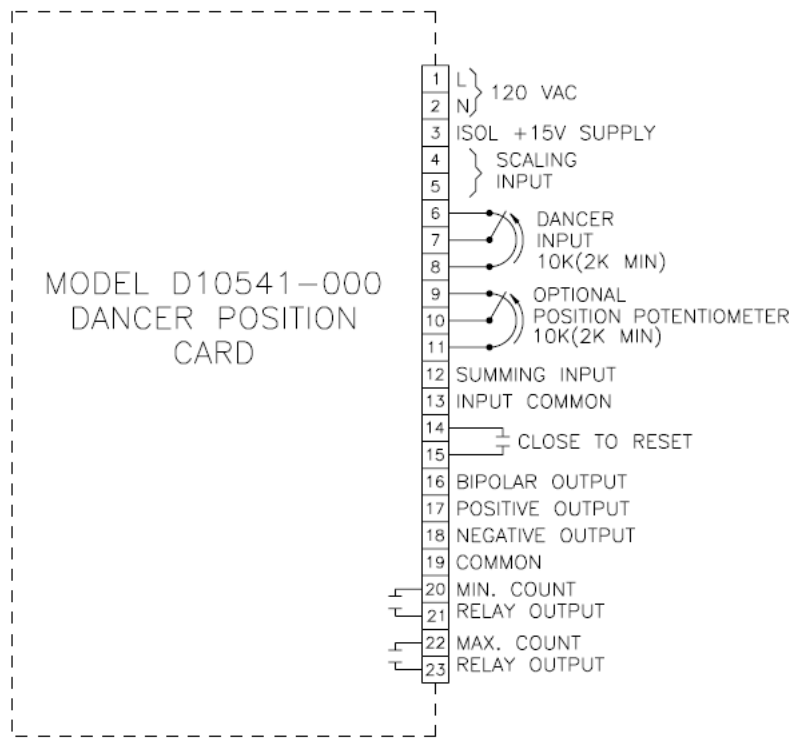 MODEL D10541-000
DANCER POSITION
CARD
1 L
2 N
120 VAC
3 ISOL +15V SUPPLY
4
5
SCALING
INPUT
6
7
8
DANCER
INPUT
10K(2K MIN)
9
10
11
OPTIONAL
POSITION POTENTIOMETER
10K(2K MIN)
12 SUMMING INPUT
13 INPUT COMMON
14
15
CLOSE TO RESET
16 BIPOLAR OUTPUT
17 POSITIVE OUTPUT
18 NEGATIVE OUTPUT
19 COMMON
20 MIN. COUNT
21 RELAY OUTPUT
22 MAX. COUNT
23 RELAY OUTPUT